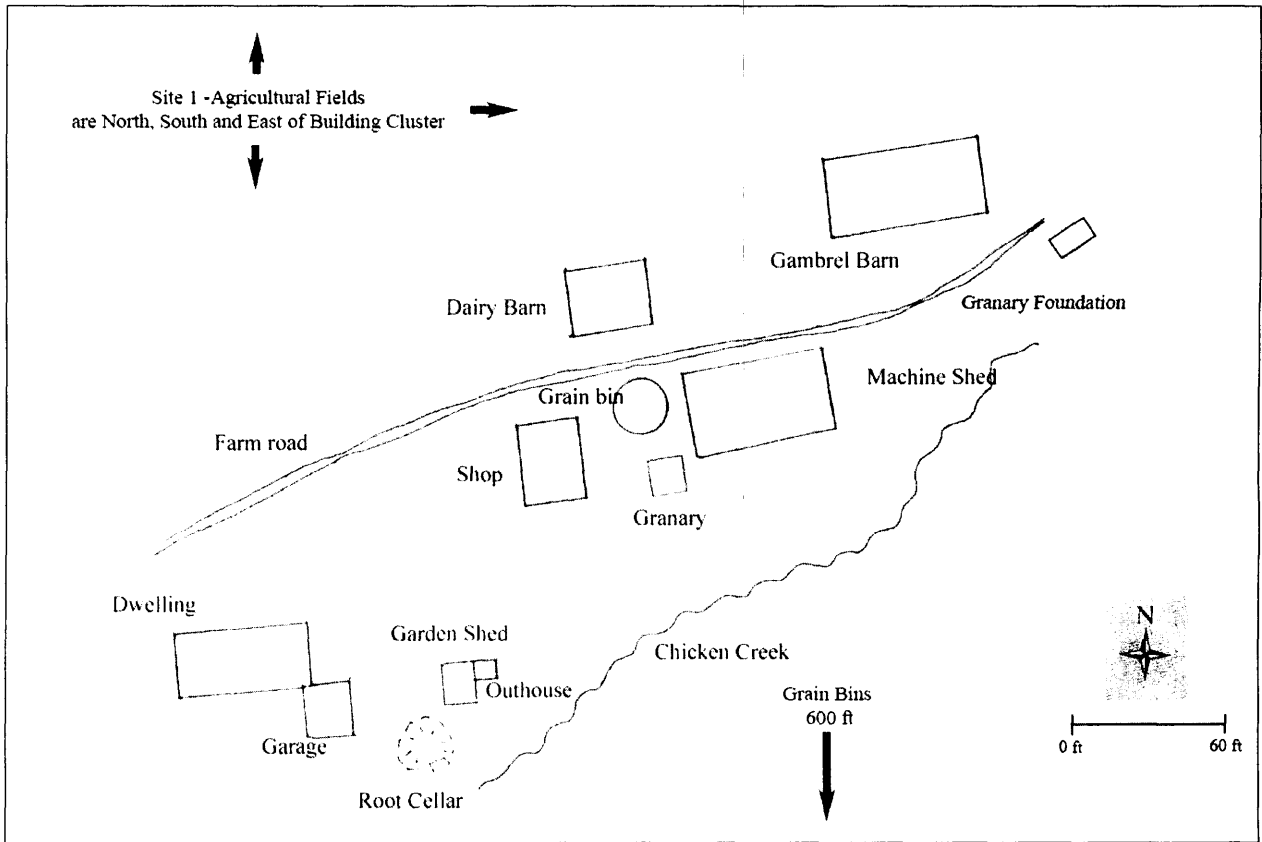 Site 1 -Agricultural Fields
are North, South and East of Building Cluster
Gambrel Barn
Dairy Barn
Granary Foundation
Machine Shed
Grain bin
Farm road
Shop
Granary
Dwelling
Garden Shed
Chicken Creek
Outhouse
N
Grain Bins
600 ft
0 ft
60 ft
Garage
Root Cellar